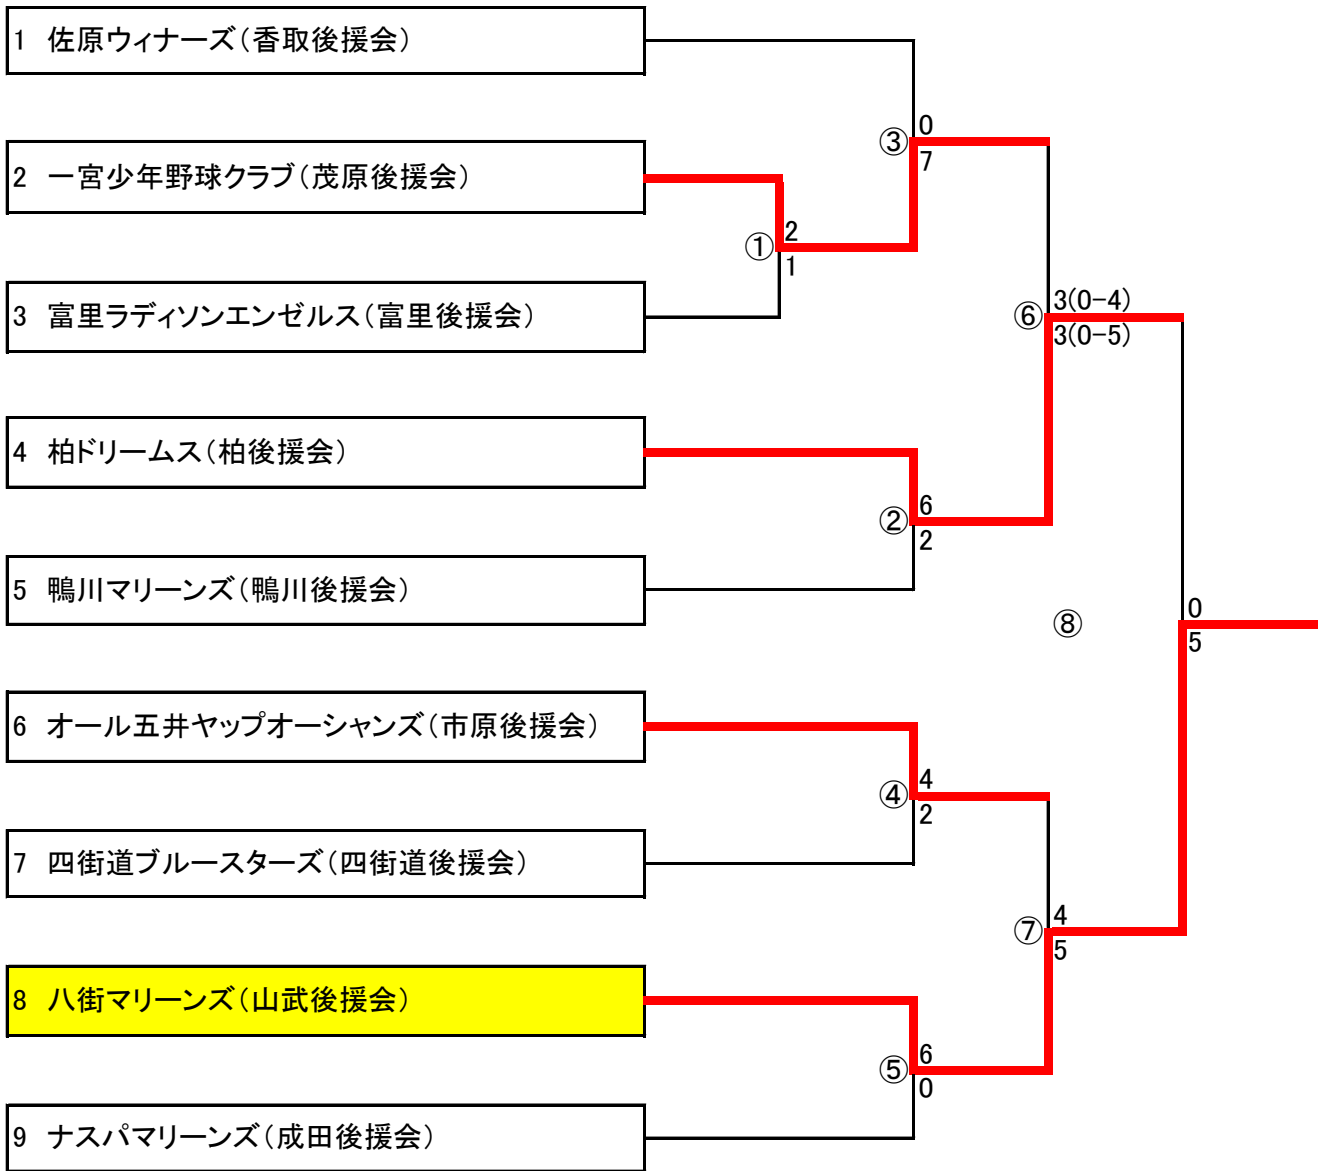 1 佐原ウィナーズ（香取後援会）
③
0
7
2 一宮少年野球クラブ（茂原後援会）
①
2
1
3 富里ラディソンエンゼルス（富里後援会）
⑥
3(0-4)
3(0-5)
4 柏ドリームス（柏後援会）
②
6
2
5 鴨川マリーンズ（鴨川後援会）
⑧
0
5
6 オール五井ヤップオーシャンズ（市原後援会）
④
4
2
7 四街道ブルースターズ（四街道後援会）
⑦
4
5
8 八街マリーンズ（山武後援会）
⑤
6
0
9 ナスパマリーンズ（成田後援会）